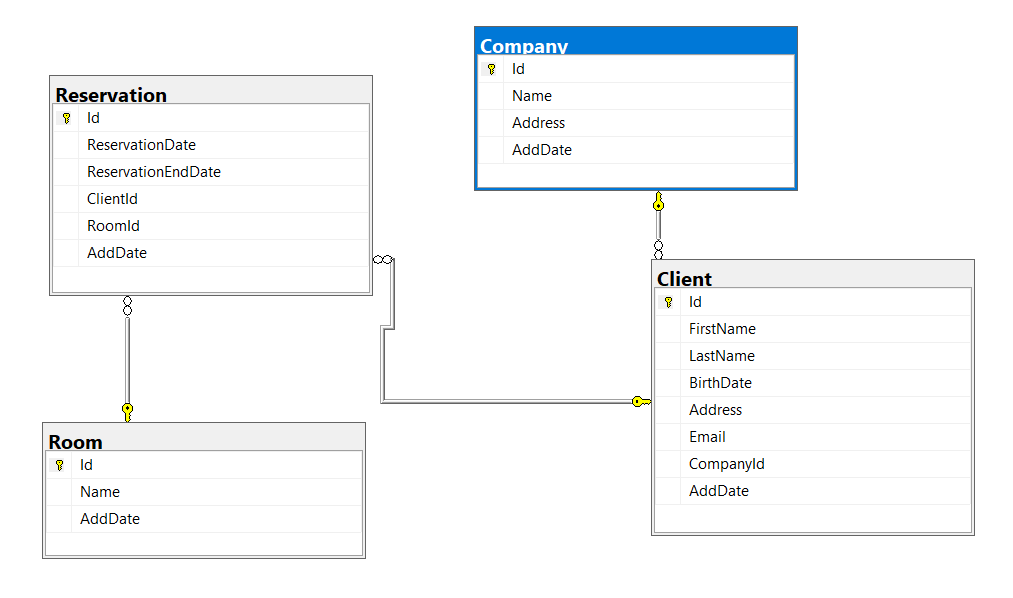 Reservation
Id
ReservationDate
ReservationEndDate
ClientId
RoomId
AddDate
Company
Id
Name
Address
AddDate
Room
Id
Name
AddDate
Client
Id
FirstName
LastName
BirthDate
Address
Email
CompanyId
AddDate